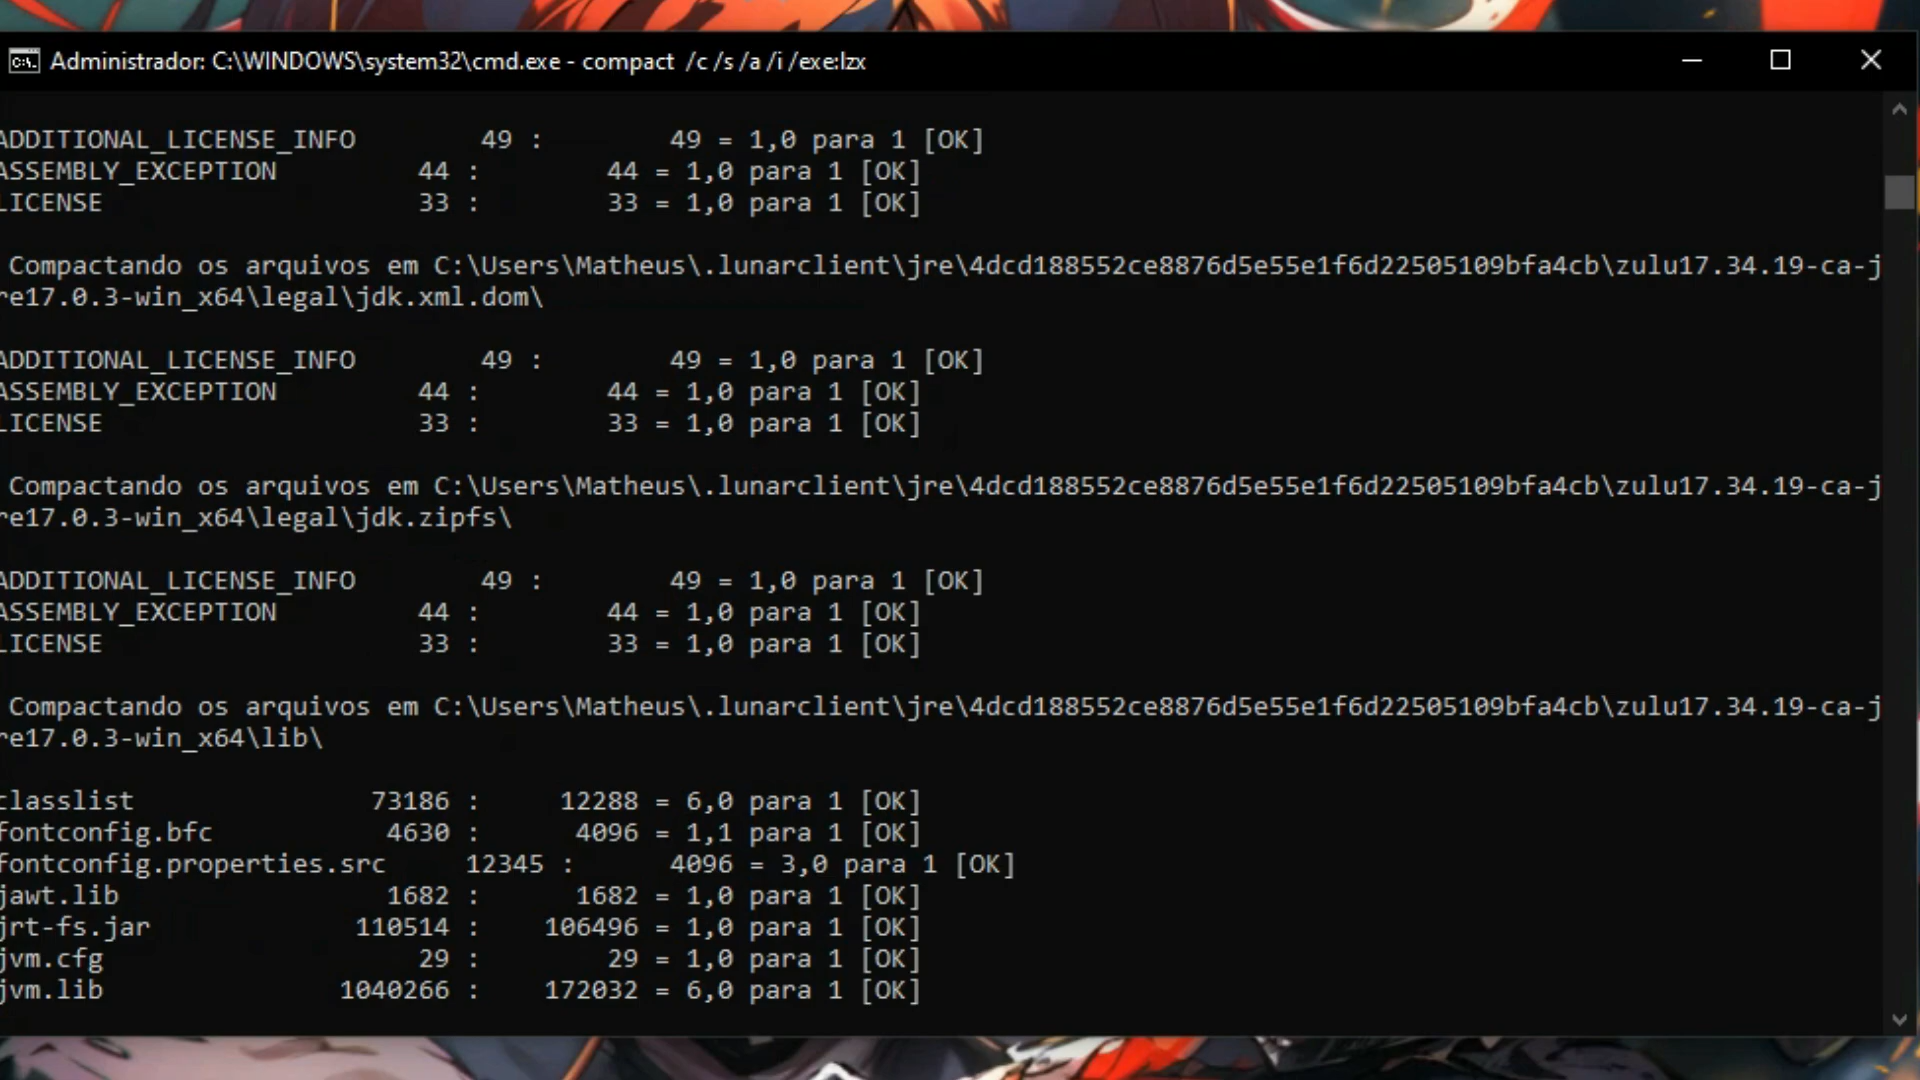 Administrador: C:\WINDOWS\system32\cmd.exe - compact /c /s /a /i /exe:lzx
ADDITIONAL_LICENSE_INFO 49 : 49 = 1,0 para 1 [OK]
ASSEMBLY_EXCEPTION 44 : 44 = 1,0 para 1 [OK]
LICENSE 33 : 33 = 1,0 para 1 [OK]
Compactando os arquivos em C:\Users\Matheus\.lunarclient\jre\4dcd188552ce8876d5e55e1f6d22505109bfa4cb\zulu17.34.19-ca-j
re17.0.3-win_x64\legal\jdk.xml.dom\
ADDITIONAL_LICENSE_INFO 49 : 49 = 1,0 para 1 [OK]
ASSEMBLY_EXCEPTION 44 : 44 = 1,0 para 1 [OK]
LICENSE 33 : 33 = 1,0 para 1 [OK]
Compactando os arquivos em C:\Users\Matheus\.lunarclient\jre\4dcd188552ce8876d5e55e1f6d22505109bfa4cb\zulu17.34.19-ca-j
re17.0.3-win_x64\legal\jdk.zipfs\
ADDITIONAL_LICENSE_INFO 49 : 49 = 1,0 para 1 [OK]
ASSEMBLY_EXCEPTION 44 : 44 = 1,0 para 1 [OK]
LICENSE 33 : 33 = 1,0 para 1 [OK]
Compactando os arquivos em C:\Users\Matheus\.lunarclient\jre\4dcd188552ce8876d5e55e1f6d22505109bfa4cb\zulu17.34.19-ca-j
re17.0.3-win_x64\lib\
classlist 73186 : 12288 = 6,0 para 1 [OK]
fontconfig.bfc 4630 : 4096 = 1,1 para 1 [OK]
fontconfig.properties.src 12345 : 4096 = 3,0 para 1 [OK]
jawt.lib 1682 : 1682 = 1,0 para 1 [OK]
jrt-fs.jar 110514 : 106496 = 1,0 para 1 [OK]
jvm.cfg 29 : 29 = 1,0 para 1 [OK]
jvm.lib 1040266 : 172032 = 6,0 para 1 [OK]